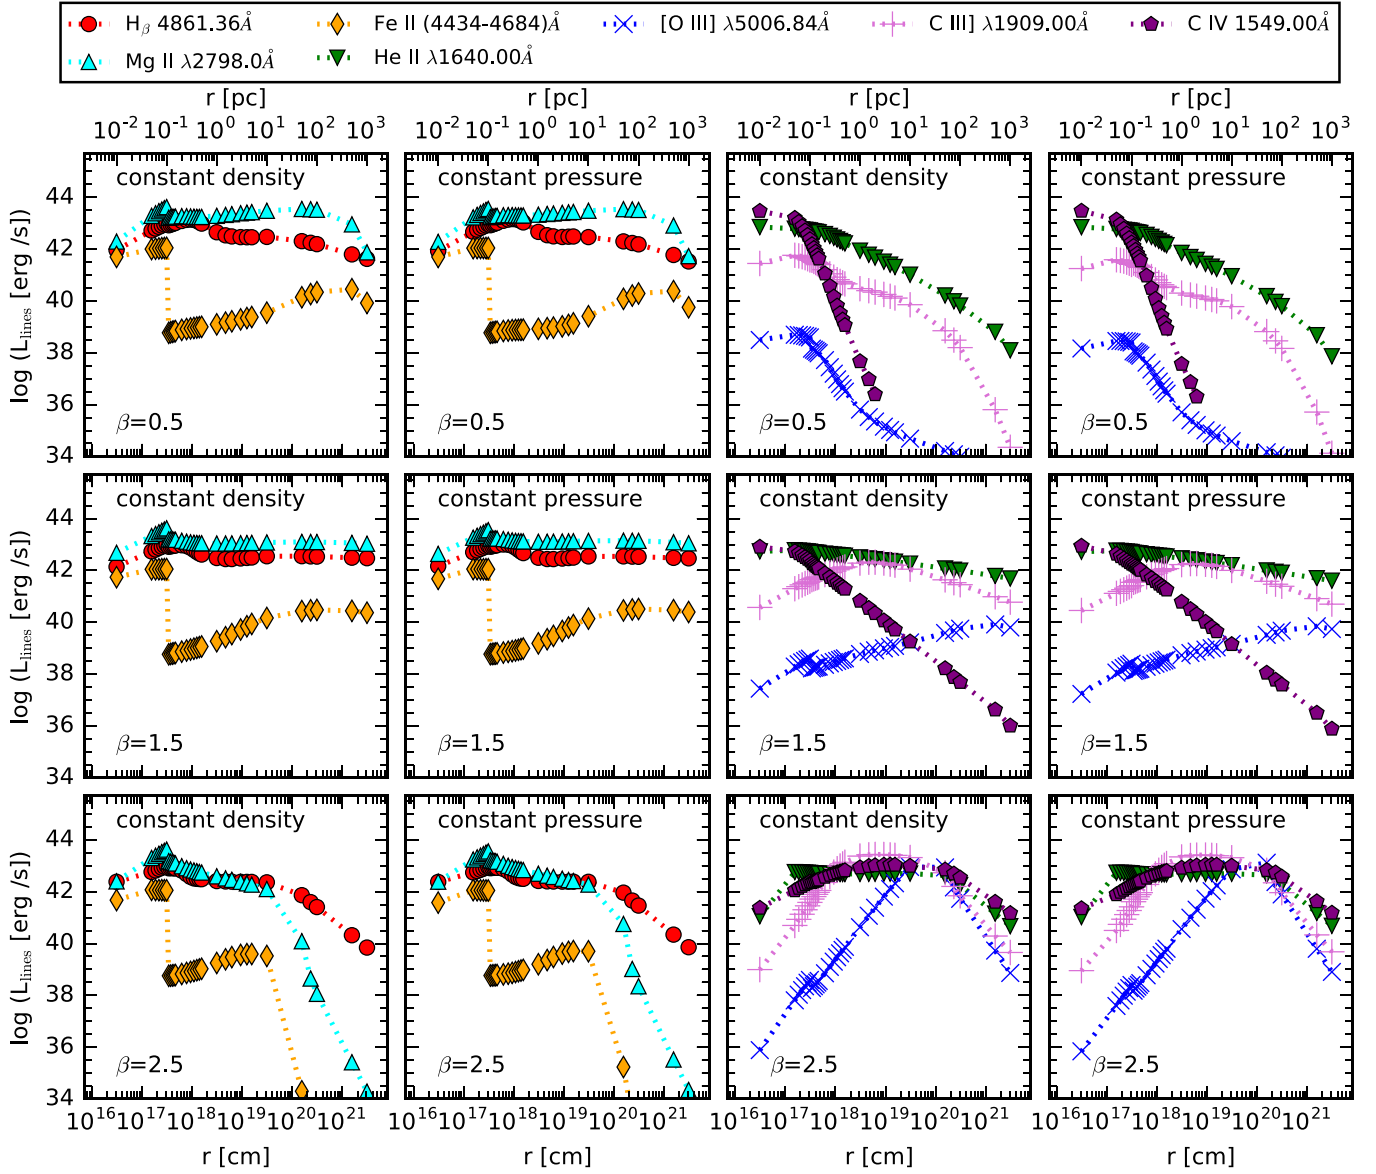 Hβ 4861.36Å Fe II (4434-4684)Å [O III] λ5006.84Å C III] λ1909.00Å C IV 1549.00Å
Mg II λ2798.0Å He II λ1640.00Å
r [pc] r [pc] r [pc] r [pc]
10^-2 10^-1 10^0 10^1 10^2 10^3 10^-2 10^-1 10^0 10^1 10^2 10^3 10^-2 10^-1 10^0 10^1 10^2 10^3 10^-2 10^-1 10^0 10^1 10^2 10^3
constant density constant pressure constant density constant pressure
44
42
40
38
36
34
log (L_lines [erg /s])
β=0.5 β=0.5 β=0.5 β=0.5
constant density constant pressure constant density constant pressure
44
42
40
38
36
34
log (L_lines [erg /s])
β=1.5 β=1.5 β=1.5 β=1.5
constant density constant pressure constant density constant pressure
44
42
40
38
36
34
log (L_lines [erg /s])
β=2.5 β=2.5 β=2.5 β=2.5
10^16 10^17 10^18 10^19 10^20 10^21 10^16 10^17 10^18 10^19 10^20 10^21 10^16 10^17 10^18 10^19 10^20 10^21 10^16 10^17 10^18 10^19 10^20 10^21
r [cm] r [cm] r [cm] r [cm]